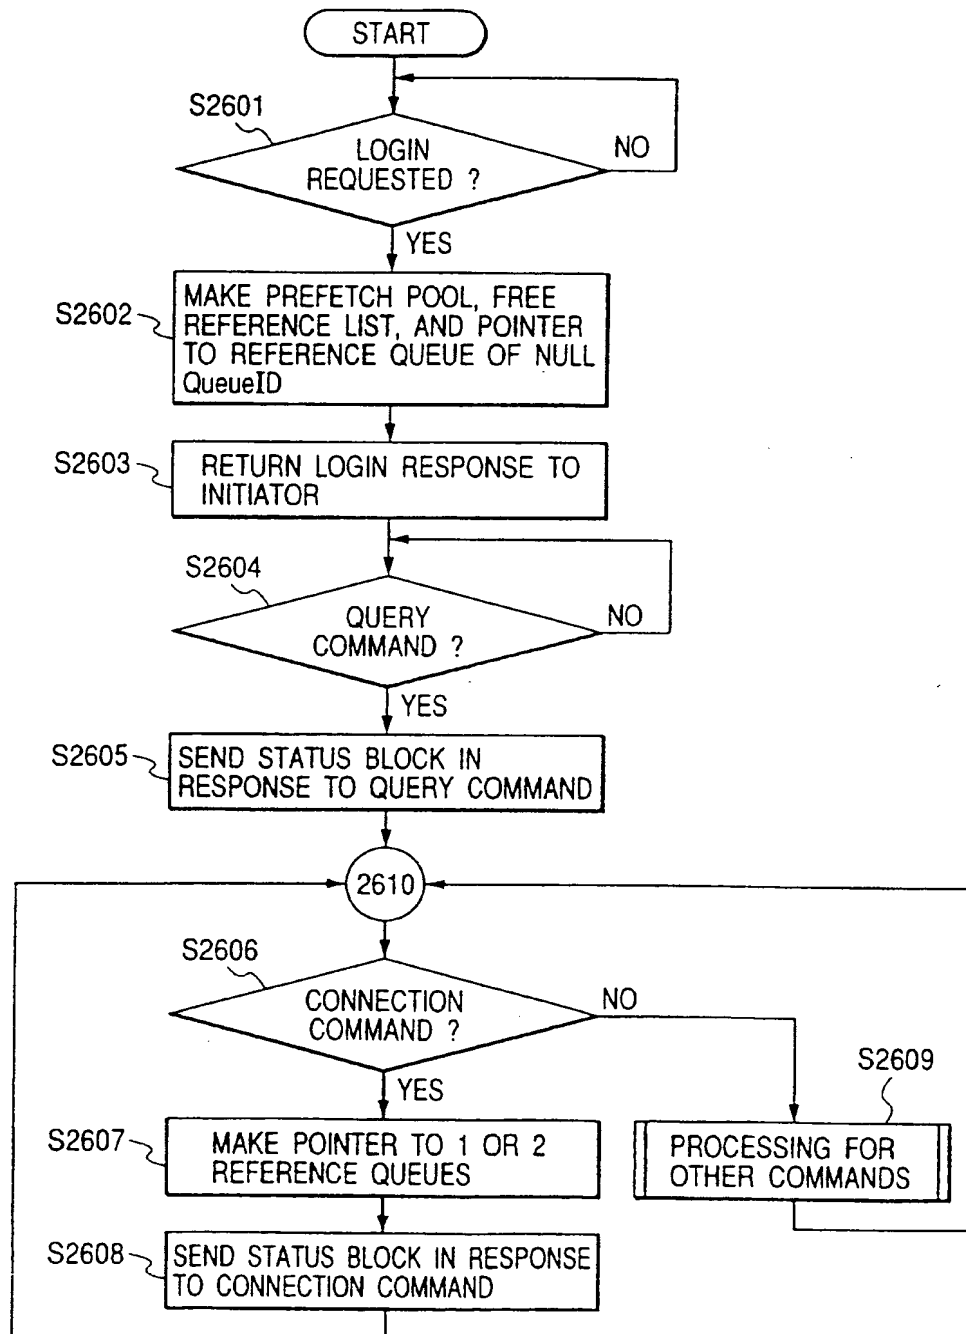 START
S2601
LOGIN
REQUESTED ?
NO
YES
S2602
MAKE PREFETCH POOL, FREE
REFERENCE LIST, AND POINTER
TO REFERENCE QUEUE OF NULL
QueueID
S2603
RETURN LOGIN RESPONSE TO
INITIATOR
S2604
QUERY
COMMAND ?
NO
YES
S2605
SEND STATUS BLOCK IN
RESPONSE TO QUERY COMMAND
2610
S2606
CONNECTION
COMMAND ?
NO
YES
S2609
PROCESSING FOR
OTHER COMMANDS
S2607
MAKE POINTER TO 1 OR 2
REFERENCE QUEUES
S2608
SEND STATUS BLOCK IN RESPONSE
TO CONNECTION COMMAND